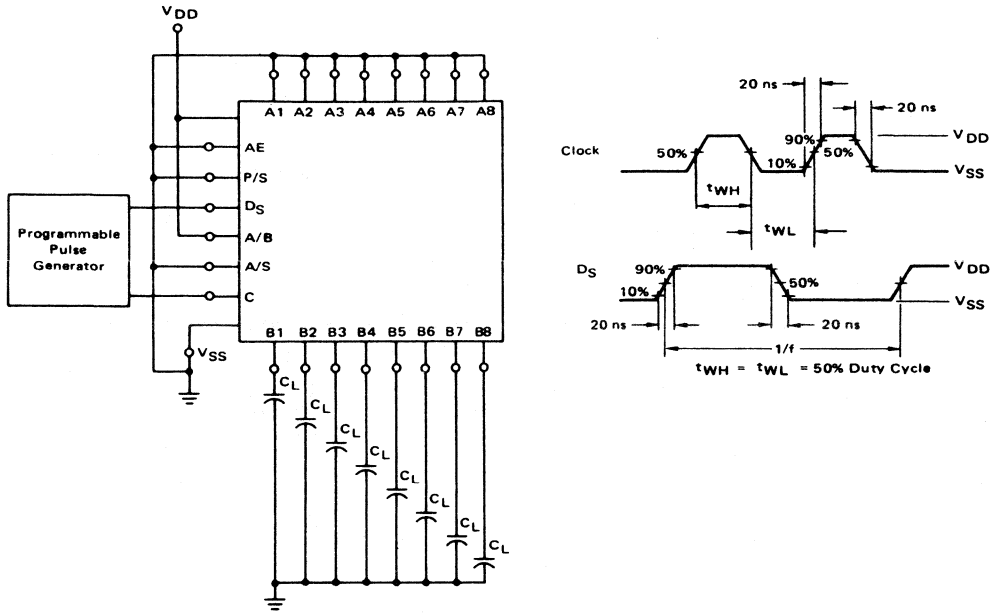 VDD
A1 A2 A3 A4 A5 A6 A7 A8
AE
P/S
DS
A/B
A/S
C
Programmable
Pulse
Generator
VSS
B1 B2 B3 B4 B5 B6 B7 B8
CL
CL
CL
CL
CL
CL
CL
CL
20 ns
20 ns
Clock
50%
10%
90%
50%
VDD
VSS
tWH
tWL
DS
90%
10%
50%
VDD
VSS
20 ns
20 ns
1/f
tWH = tWL = 50% Duty Cycle